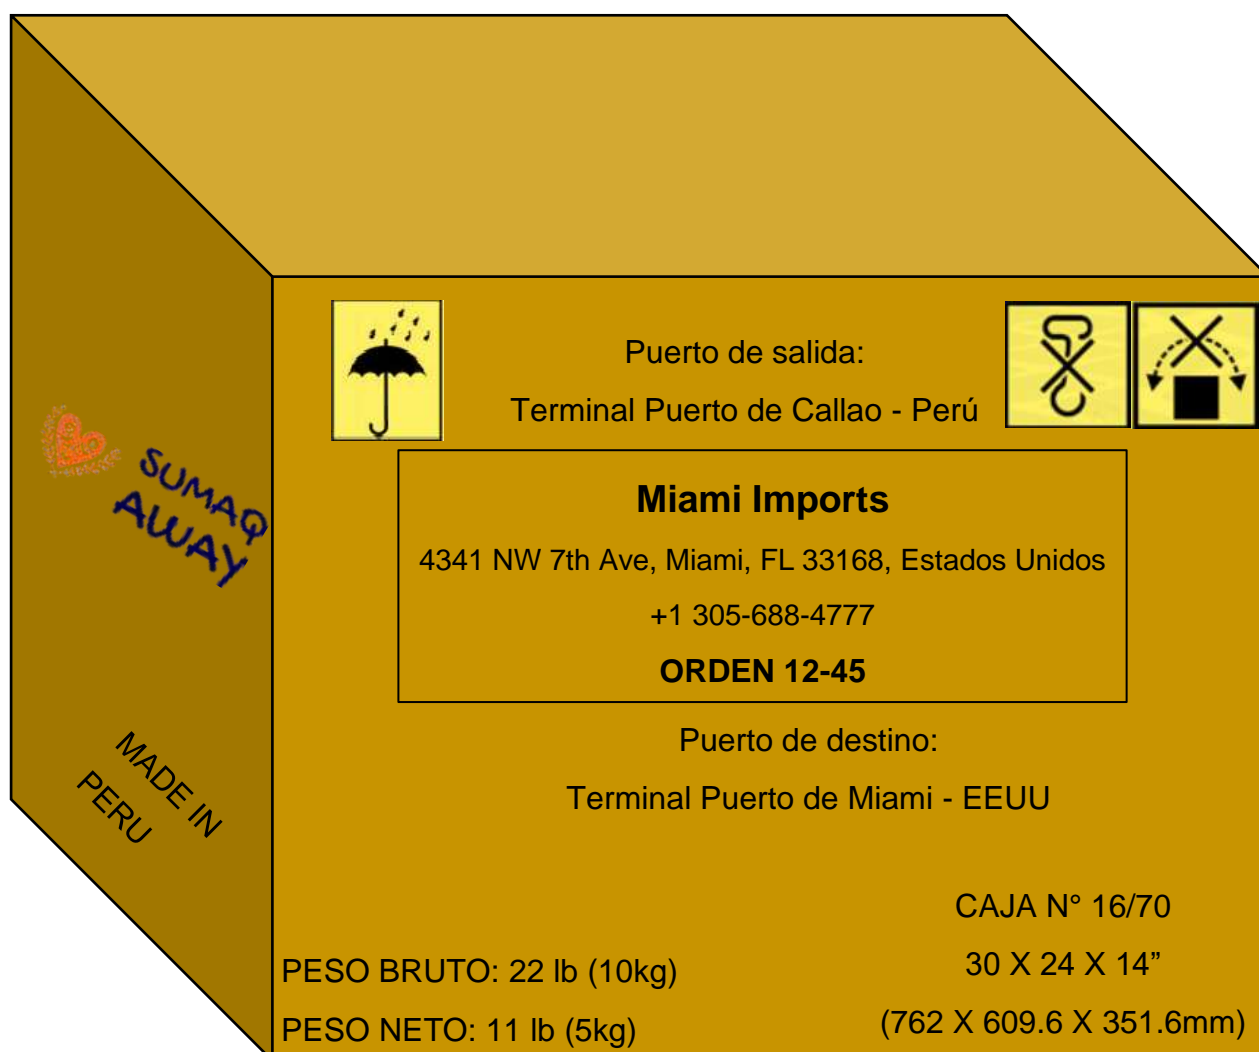 Puerto de salida:
Terminal Puerto de Callao - Perú
Miami Imports
4341 NW 7th Ave, Miami, FL 33168, Estados Unidos
+1 305-688-4777
ORDEN 12-45
Puerto de destino:
Terminal Puerto de Miami - EEUU
SUMAQ
AWAY
MADE IN
PERU
CAJA N° 16/70
30 X 24 X 14”
(762 X 609.6 X 351.6mm)
PESO BRUTO: 22 lb (10kg)
PESO NETO: 11 lb (5kg)